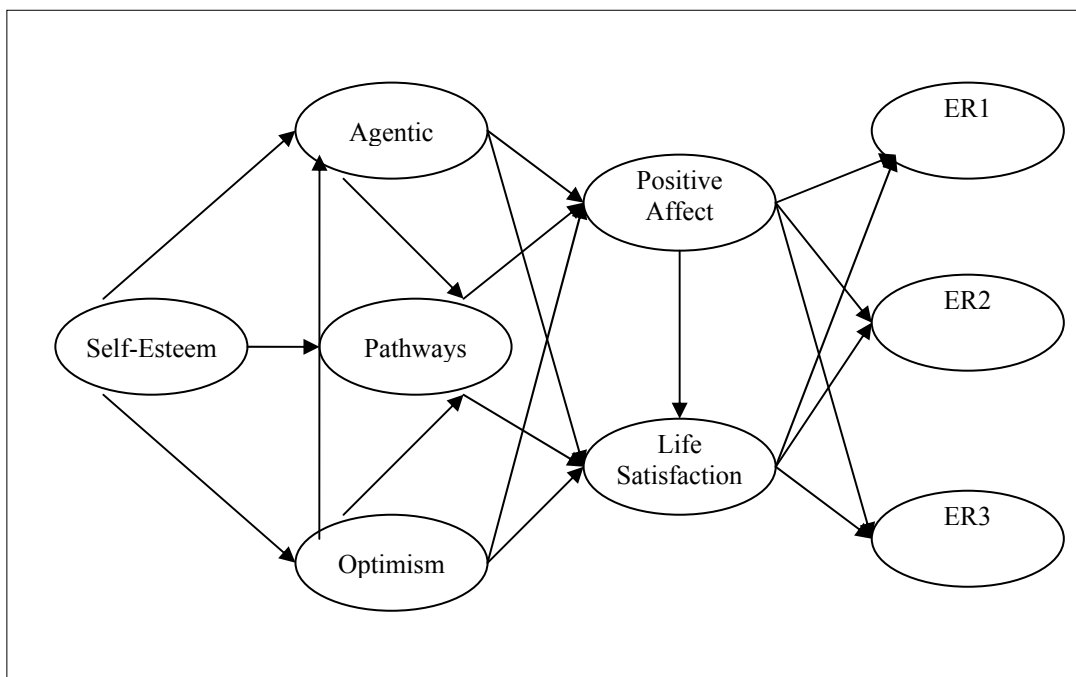 Agentic
ER1
Positive
Affect
Self-Esteem
Pathways
ER2
Life
Satisfaction
Optimism
ER3